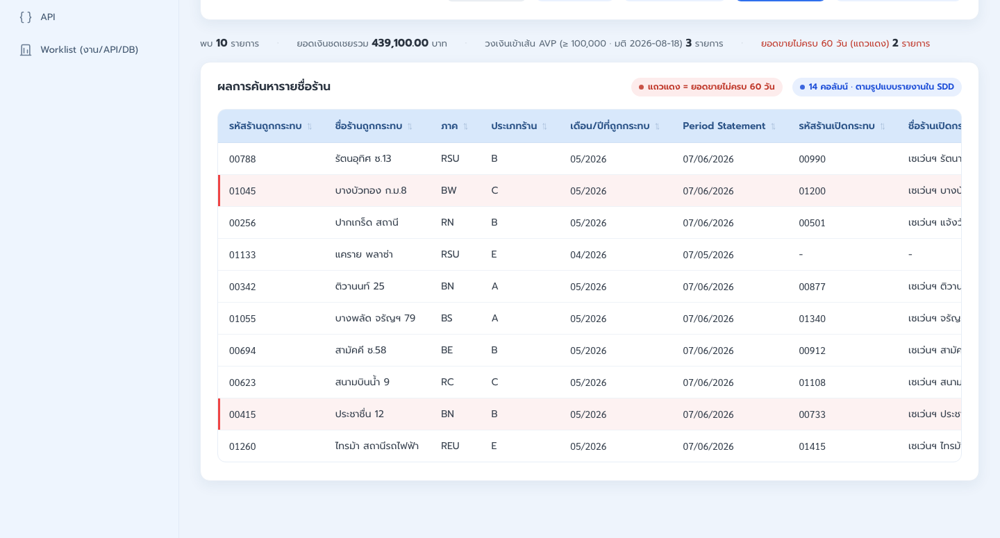 API
Worklist (งาน/API/DB)
พบ 10 รายการ · ยอดเงินชดเชยรวม 439,100.00 บาท · วงเงินเข้าเส้น AVP (≥ 100,000 · มติ 2026-08-18) 3 รายการ · ยอดขายไม่ครบ 60 วัน (แถวแดง) 2 รายการ
ผลการค้นหารายชื่อร้าน
แถวแดง = ยอดขายไม่ครบ 60 วัน
14 คอลัมน์ · ตามรูปแบบรายงานใน SDD
รหัสร้านถูกกระทบ ชื่อร้านถูกกระทบ ภาค ประเภทร้าน เดือน/ปีที่ถูกกระทบ Period Statement รหัสร้านเปิดกระทบ ชื่อร้านเปิดกร
00788 รัตนอุทิศ ซ.13 RSU B 05/2026 07/06/2026 00990 เซเว่นฯ รัตนา
01045 บางบัวทอง ก.ม.8 BW C 05/2026 07/06/2026 01200 เซเว่นฯ บางบั
00256 ปากเกร็ด สถานี RN B 05/2026 07/06/2026 00501 เซเว่นฯ แจ้งว
01133 แคราย พลาซ่า RSU E 04/2026 07/05/2026 - -
00342 ติวานนท์ 25 BN A 05/2026 07/06/2026 00877 เซเว่นฯ ติวาน
01055 บางพลัด จรัญฯ 79 BS A 05/2026 07/06/2026 01340 เซเว่นฯ จรัญ
00694 สามัคคี ซ.58 BE B 05/2026 07/06/2026 00912 เซเว่นฯ สามัค
00623 สนามบินน้ำ 9 RC C 05/2026 07/06/2026 01108 เซเว่นฯ สนาม
00415 ประชาชื่น 12 BN B 05/2026 07/06/2026 00733 เซเว่นฯ ประชา
01260 ไทรม้า สถานีรถไฟฟ้า REU E 05/2026 07/06/2026 01415 เซเว่นฯ ไทรม้